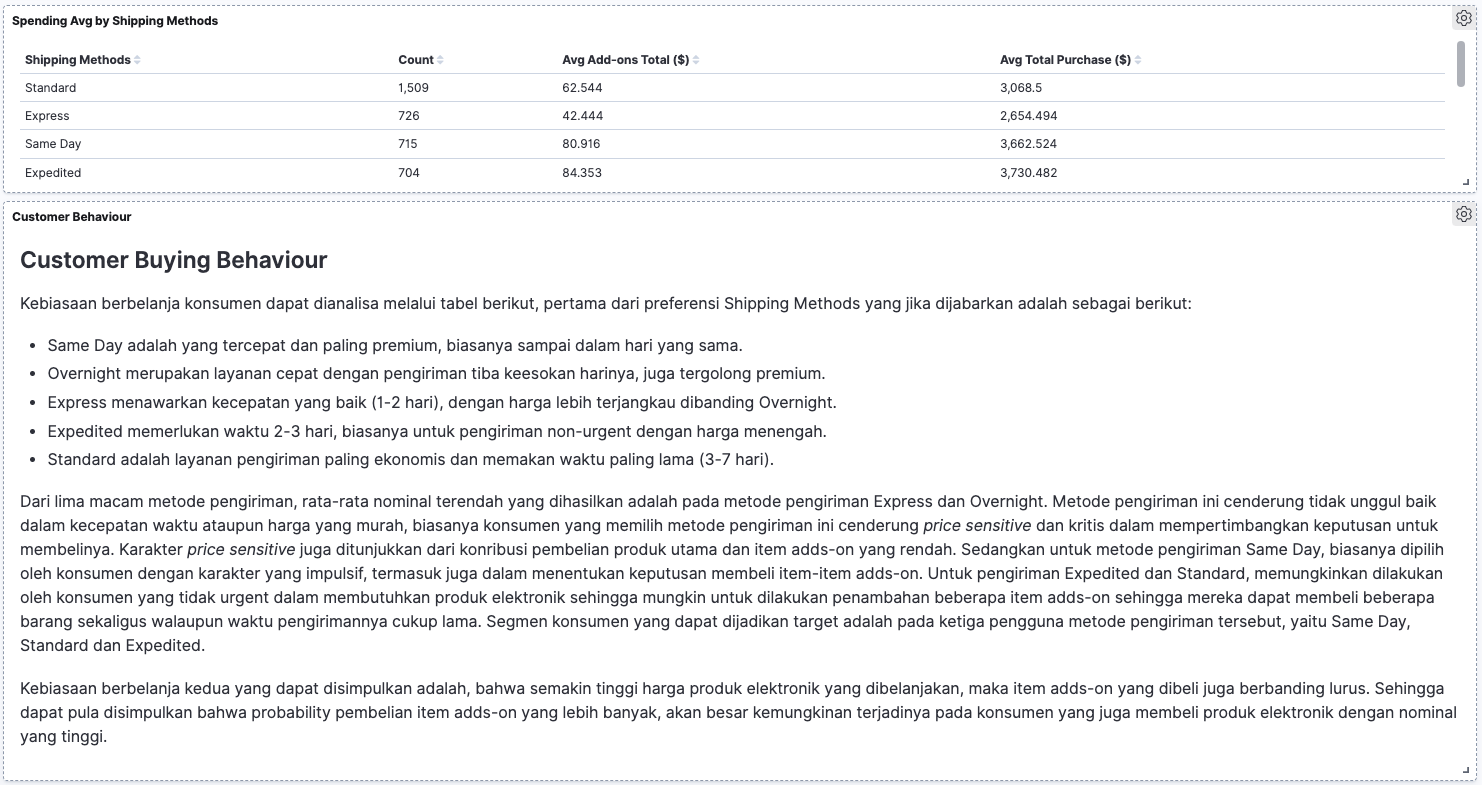 Spending Avg by Shipping Methods
Shipping Methods Count Avg Add-ons Total ($) Avg Total Purchase ($)
Standard 1,509 62.544 3,068.5
Express 726 42.444 2,654.494
Same Day 715 80.916 3,662.524
Expedited 704 84.353 3,730.482
Customer Behaviour
Customer Buying Behaviour
Kebiasaan berbelanja konsumen dapat dianalisa melalui tabel berikut, pertama dari preferensi Shipping Methods yang jika dijabarkan adalah sebagai berikut:
• Same Day adalah yang tercepat dan paling premium, biasanya sampai dalam hari yang sama.
• Overnight merupakan layanan cepat dengan pengiriman tiba keesokan harinya, juga tergolong premium.
• Express menawarkan kecepatan yang baik (1-2 hari), dengan harga lebih terjangkau dibanding Overnight.
• Expedited memerlukan waktu 2-3 hari, biasanya untuk pengiriman non-urgent dengan harga menengah.
• Standard adalah layanan pengiriman paling ekonomis dan memakan waktu paling lama (3-7 hari).
Dari lima macam metode pengiriman, rata-rata nominal terendah yang dihasilkan adalah pada metode pengiriman Express dan Overnight. Metode pengiriman ini cenderung tidak unggul baik
dalam kecepatan waktu ataupun harga yang murah, biasanya konsumen yang memilih metode pengiriman ini cenderung price sensitive dan kritis dalam mempertimbangkan keputusan untuk
membelinya. Karakter price sensitive juga ditunjukkan dari konribusi pembelian produk utama dan item adds-on yang rendah. Sedangkan untuk metode pengiriman Same Day, biasanya dipilih
oleh konsumen dengan karakter yang impulsif, termasuk juga dalam menentukan keputusan membeli item-item adds-on. Untuk pengiriman Expedited dan Standard, memungkinkan dilakukan
oleh konsumen yang tidak urgent dalam membutuhkan produk elektronik sehingga mungkin untuk dilakukan penambahan beberapa item adds-on sehingga mereka dapat membeli beberapa
barang sekaligus walaupun waktu pengirimannya cukup lama. Segmen konsumen yang dapat dijadikan target adalah pada ketiga pengguna metode pengiriman tersebut, yaitu Same Day,
Standard dan Expedited.
Kebiasaan berbelanja kedua yang dapat disimpulkan adalah, bahwa semakin tinggi harga produk elektronik yang dibelanjakan, maka item adds-on yang dibeli juga berbanding lurus. Sehingga
dapat pula disimpulkan bahwa probability pembelian item adds-on yang lebih banyak, akan besar kemungkinan terjadinya pada konsumen yang juga membeli produk elektronik dengan nominal
yang tinggi.